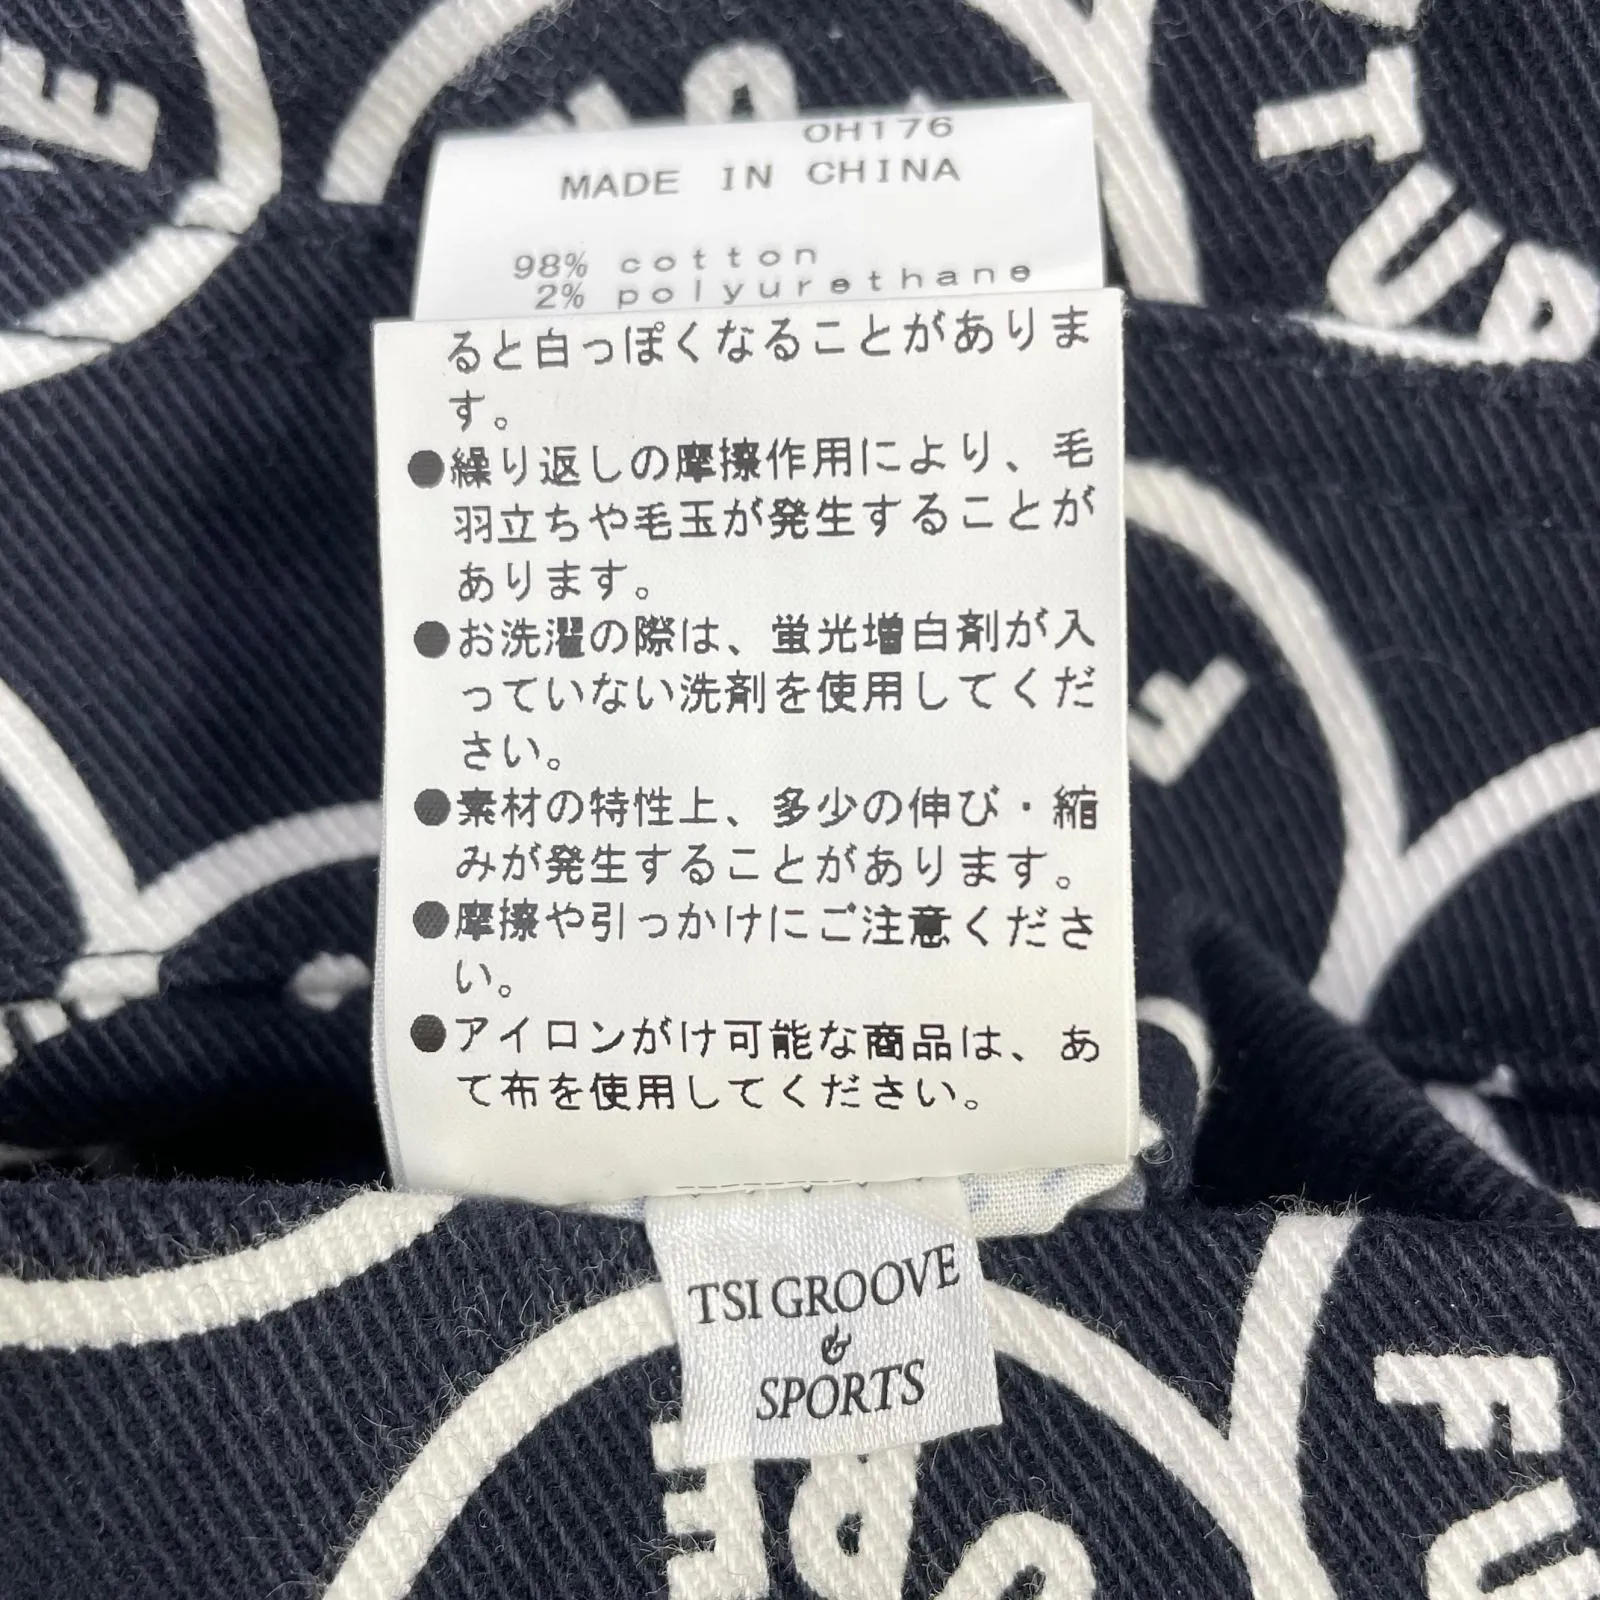 OH176
MADE IN CHINA
98% cotton
2% polyurethane
ると白っぽくなることがありま
す。
●繰り返しの摩擦作用により、毛
羽立ちや毛玉が発生することが
あります。
●お洗濯の際は、蛍光増白剤が入
っていない洗剤を使用してくだ
さい。
●素材の特性上、多少の伸び・縮
みが発生することがあります。
●摩擦や引っかけにご注意くださ
い。
●アイロンがけ可能な商品は、あ
て布を使用してください。
TSI GROOVE
&
SPORTS